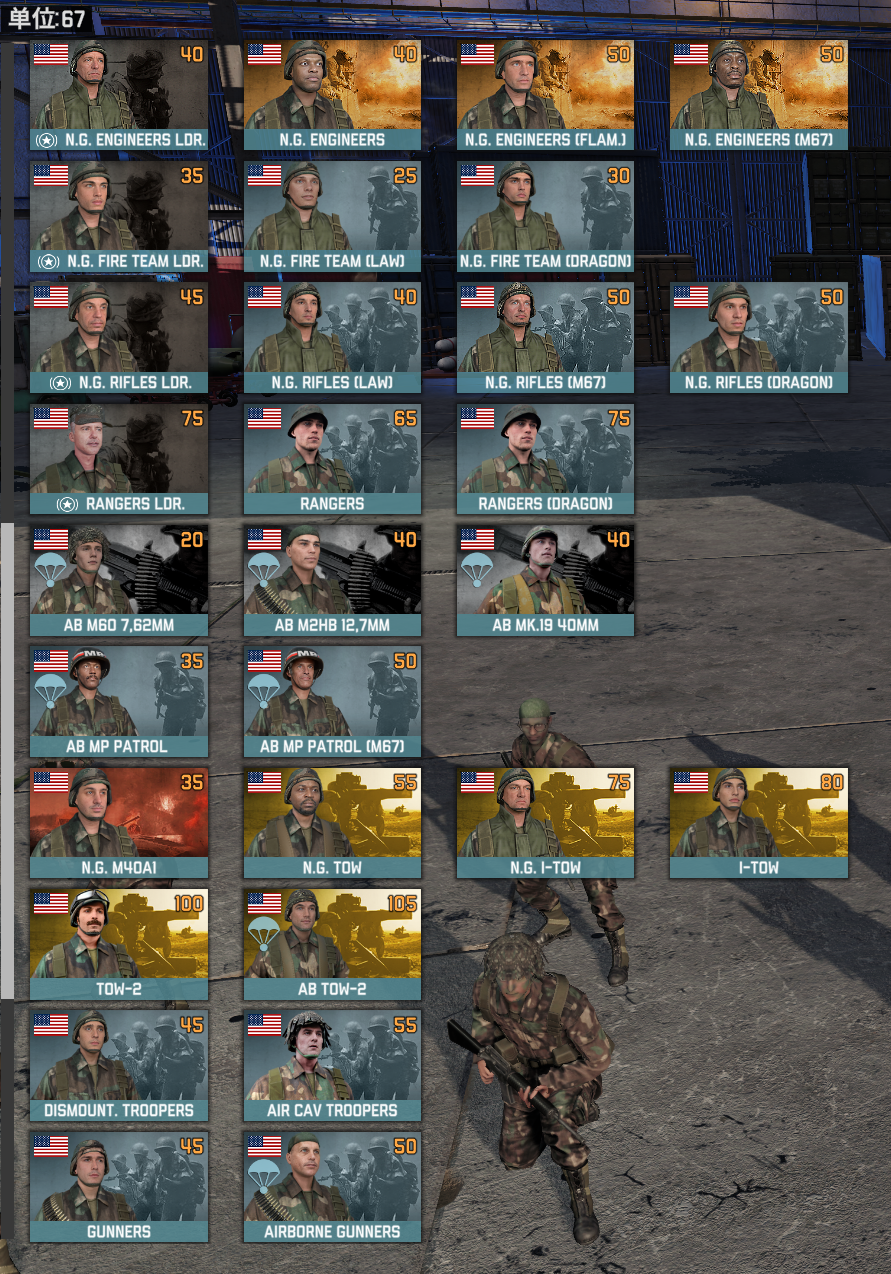 单位:67
40 40 50 50
N.G. ENGINEERS LDR. N.G. ENGINEERS N.G. ENGINEERS (FLAM.) N.G. ENGINEERS (M67)
35 25 30
N.G. FIRE TEAM LDR. N.G. FIRE TEAM (LAW) N.G. FIRE TEAM (DRAGON)
45 40 50 50
N.G. RIFLES LDR. N.G. RIFLES (LAW) N.G. RIFLES (M67) N.G. RIFLES (DRAGON)
75 65 75
RANGERS LDR. RANGERS RANGERS (DRAGON)
20 40 40
AB M60 7,62MM AB M2HB 12,7MM AB MK.19 40MM
35 50
AB MP PATROL AB MP PATROL (M67)
35 55 75 80
N.G. M40A1 N.G. TOW N.G. I-TOW I-TOW
100 105
TOW-2 AB TOW-2
45 55
DISMOUNT. TROOPERS AIR CAV TROOPERS
45 50
GUNNERS AIRBORNE GUNNERS